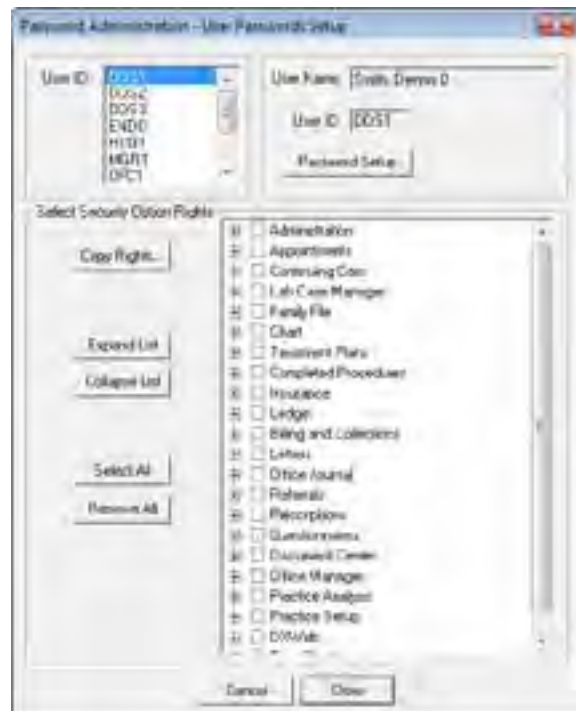 Password Administration - User Passwords Setup
User ID:
DDS1
DDS2
DDS3
ENDO
HYG1
MGR1
OFC1
User Name: Smith, Dennis D
User ID: DDS1
Password Setup...
Select Security Option Rights
Copy Rights...
Expand List
Collapse List
Select All
Remove All
Administration
Appointments
Continuing Care
Lab Case Manager
Family File
Chart
Treatment Plans
Completed Procedures
Insurance
Ledger
Billing and Collections
Letters
Office Journal
Referrals
Prescriptions
Questionnaires
Document Center
Office Manager
Practice Analysis
Practice Setup
DXWeb
Cancel
Close